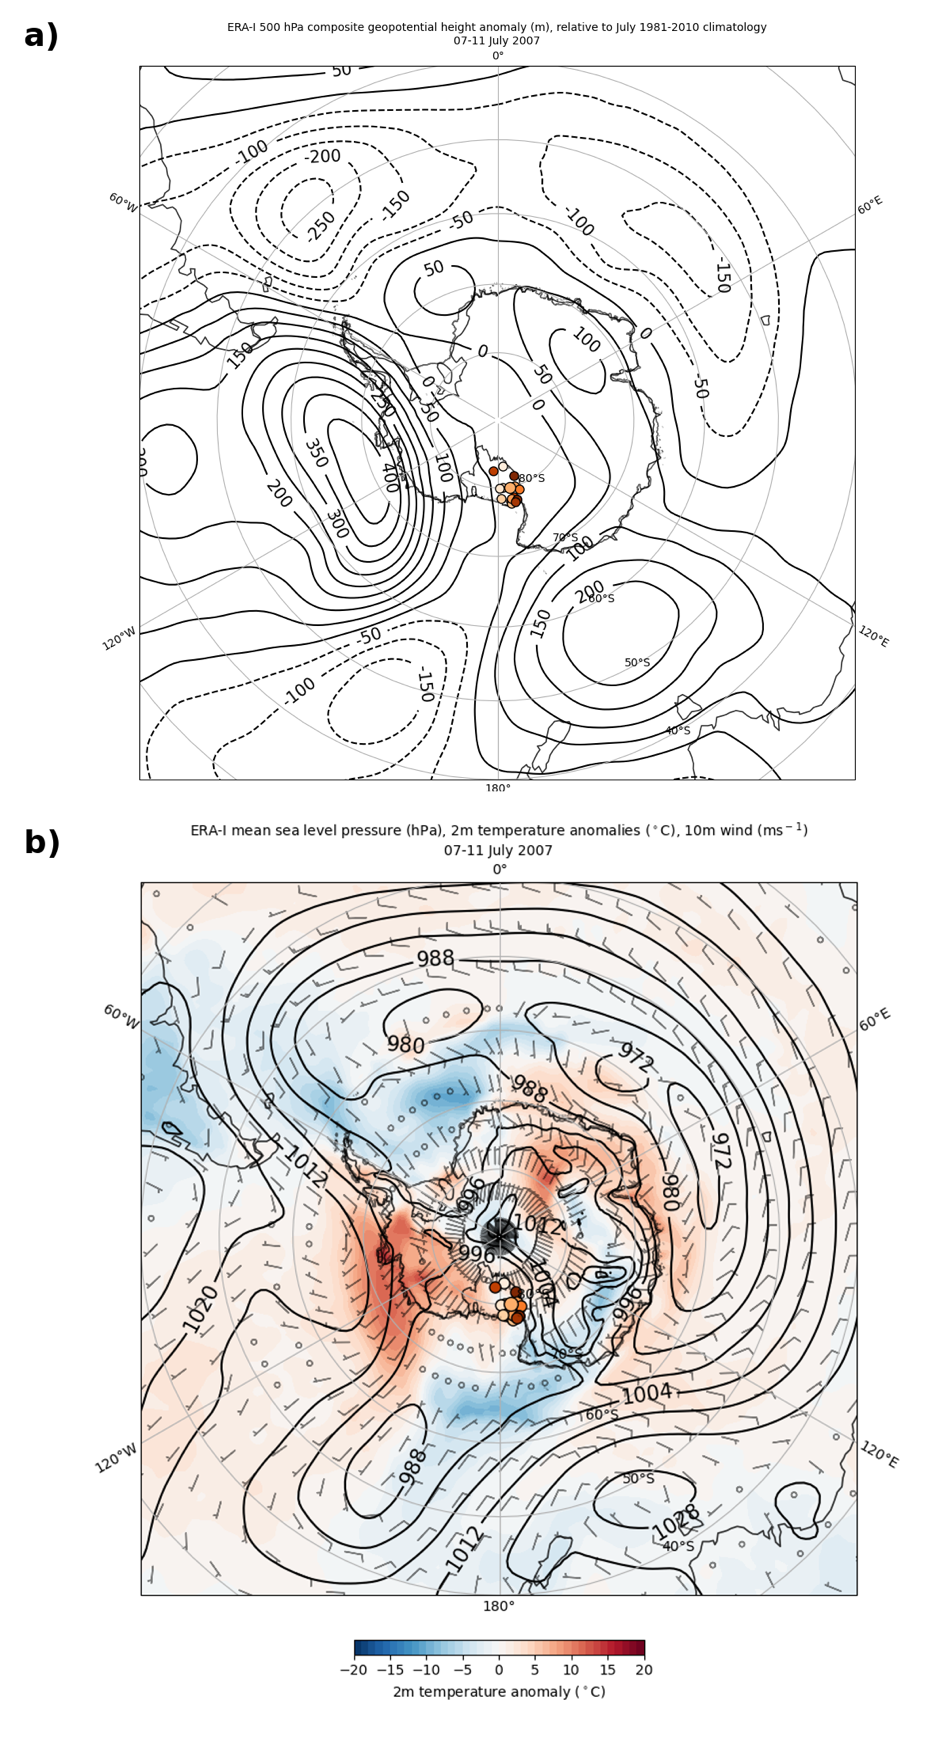 a)
ERA-I 500 hPa composite geopotential height anomaly (m), relative to July 1981-2010 climatology
07-11 July 2007
0°
50
-100
-200
-150
-250
-50
-100
-150
60°W
60°E
50
0
100
0
50
0
-50
150
250
0
50
350
400
100
200
300
80°S
70°S
100
200
60°S
150
50°S
40°S
-50
-100
-150
120°W
120°E
180°
b)
ERA-I mean sea level pressure (hPa), 2m temperature anomalies (°C), 10m wind (ms⁻¹)
07-11 July 2007
0°
988
980
972
988
972
980
60°W
60°E
1012
996
1012
996
1004
996
1020
80°S
70°S
1004
60°S
988
50°S
1028
40°S
1012
120°W
120°E
180°
−20 −15 −10 −5 0 5 10 15 20
2m temperature anomaly (°C)